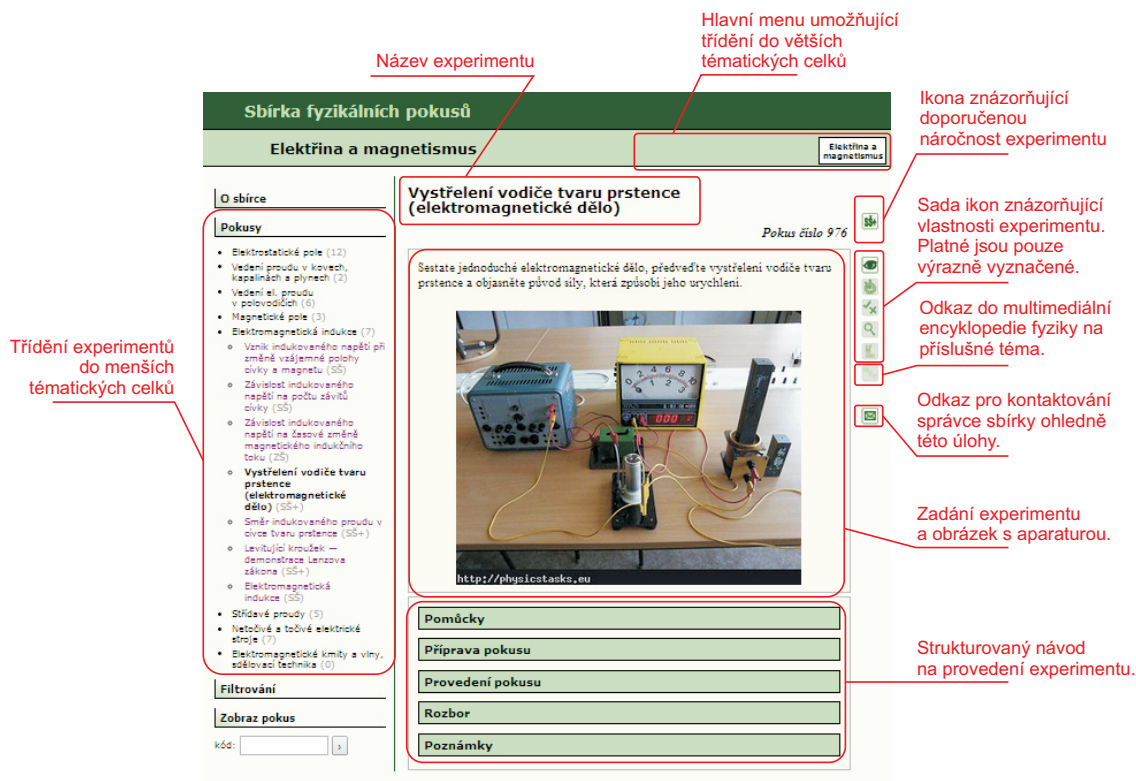 Hlavní menu umožňující
třídění do větších
tématických celků
Název experimentu
Ikona znázorňující
doporučenou
náročnost experimentu
Sbírka fyzikálních pokusů
Elektřina a magnetismus
Elektřina a
magnetismus
O sbírce
Pokusy
Elektrostatické pole (12)
Vedení proudu v kovech,
kapalinách a plynech (2)
Vedení el. proudu
v polovodičích (6)
Magnetické pole (3)
Elektromagnetická indukce (7)
Vznik indukovaného napětí při
změně vzájemné polohy
cívky a magnetu (SŠ)
Závislost indukovaného
napětí na počtu závitů
cívky (SŠ)
Závislost indukovaného
napětí na časové změně
magnetického indukčního
toku (ZŠ)
Vystřelení vodiče tvaru
prstence
(elektromagnetické
dělo) (SŠ+)
Směr indukovaného proudu v
cívce tvaru prstence (SŠ+)
Levitující kroužek —
demonstrace Lenzova
zákona (SŠ+)
Elektromagnetická
indukce (SŠ)
Střídavé proudy (5)
Netočivé a točivé elektrické
stroje (7)
Elektromagnetické kmity a vlny,
sdělovací technika (0)
Filtrování
Zobraz pokus
kód:
Třídění experimentů
do menších
tématických celků
Vystřelení vodiče tvaru prstence
(elektromagnetické dělo)
SŠ+
Pokus číslo 976
Sestate jednoduché elektromagnetické dělo, předveďte vystřelení vodiče tvaru
prstence a objasněte původ síly, která způsobí jeho urychlení.
http://physicstasks.eu
Pomůcky
Příprava pokusu
Provedení pokusu
Rozbor
Poznámky
Sada ikon znázorňující
vlastnosti experimentu.
Platné jsou pouze
výrazně vyznačené.
Odkaz do multimediální
encyklopedie fyziky na
příslušné téma.
Odkaz pro kontaktování
správce sbírky ohledně
této úlohy.
Zadání experimentu
a obrázek s aparaturou.
Strukturovaný návod
na provedení experimentu.